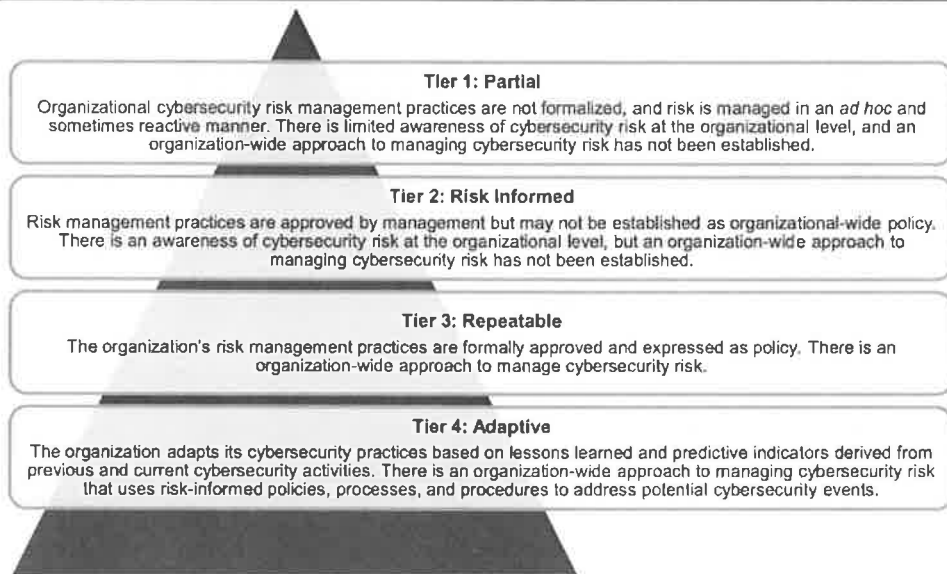 Tier 1: Partial
Organizational cybersecurity risk management practices are not formalized, and risk is managed in an ad hoc and
sometimes reactive manner. There is limited awareness of cybersecurity risk at the organizational level, and an
organization-wide approach to managing cybersecurity risk has not been established.
Tier 2: Risk Informed
Risk management practices are approved by management but may not be established as organizational-wide policy.
There is an awareness of cybersecurity risk at the organizational level, but an organization-wide approach to
managing cybersecurity risk has not been established.
Tier 3: Repeatable
The organization's risk management practices are formally approved and expressed as policy. There is an
organization-wide approach to manage cybersecurity risk.
Tier 4: Adaptive
The organization adapts its cybersecurity practices based on lessons learned and predictive indicators derived from
previous and current cybersecurity activities. There is an organization-wide approach to managing cybersecurity risk
that uses risk-informed policies, processes, and procedures to address potential cybersecurity events.